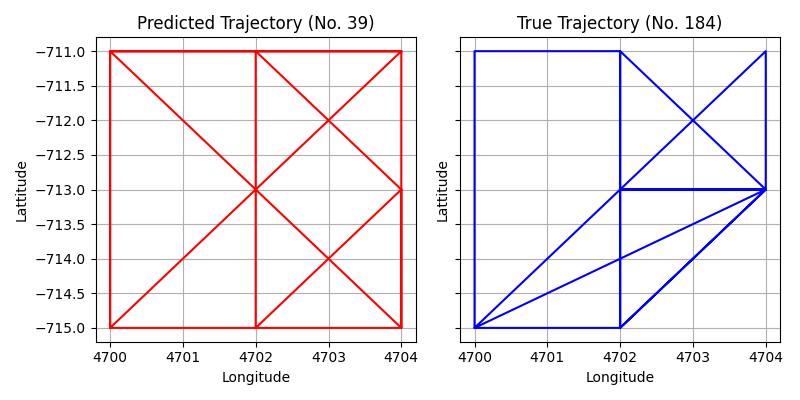 Predicted Trajectory (No. 39)
True Trajectory (No. 184)
Lattitude
−711.0
−711.5
−712.0
−712.5
−713.0
−713.5
−714.0
−714.5
−715.0
4700 4701 4702 4703 4704
Longitude
Lattitude
4700 4701 4702 4703 4704
Longitude